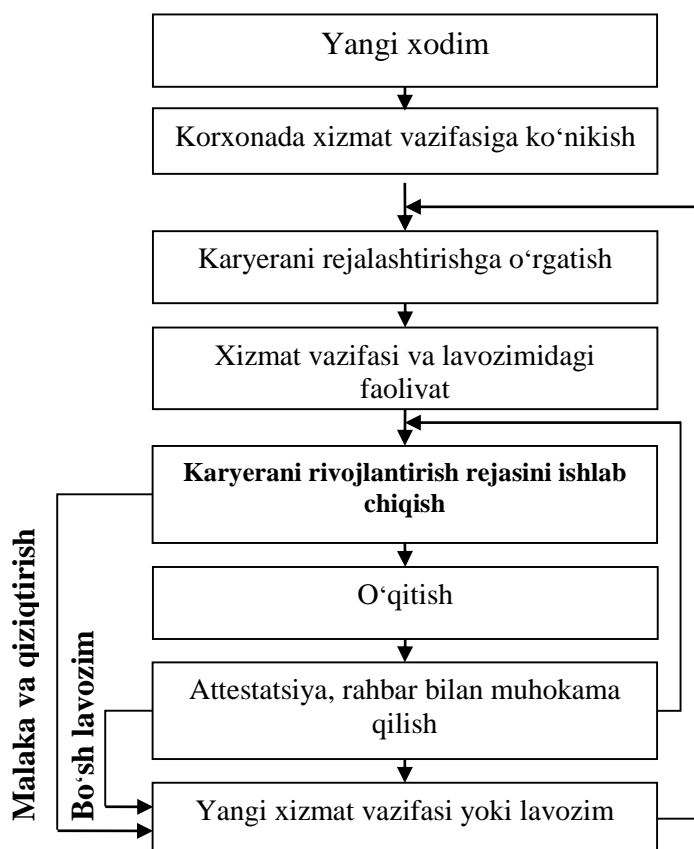 Yangi xodim
Korxonada xizmat vazifasiga ko‘nikish
Karyerani rejalashtirishga o‘rgatish
Xizmat vazifasi va lavozimidagi
faoliyat
Karyerani rivojlantirish rejasini ishlab
chiqish
O‘qitish
Attestatsiya, rahbar bilan muhokama
qilish
Yangi xizmat vazifasi yoki lavozim
Malaka va qiziqtirish
Bo‘sh lavozim